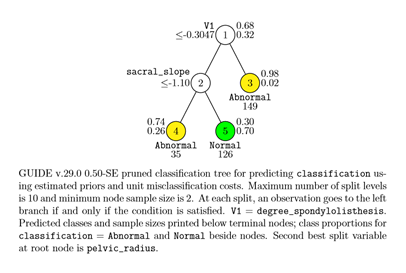 V1
0.68
≤-0.3047
1
0.32
sacral_slope
0.98
≤-1.10
2
3
0.02
Abnormal
149
0.74
0.30
0.26
4
5
0.70
Abnormal
Normal
35
126
GUIDE v.29.0 0.50-SE pruned classification tree for predicting classification us-
ing estimated priors and unit misclassification costs. Maximum number of split levels
is 10 and minimum node sample size is 2. At each split, an observation goes to the left
branch if and only if the condition is satisfied. V1 = degree_spondylolisthesis.
Predicted classes and sample sizes printed below terminal nodes; class proportions for
classification = Abnormal and Normal beside nodes. Second best split variable
at root node is pelvic_radius.